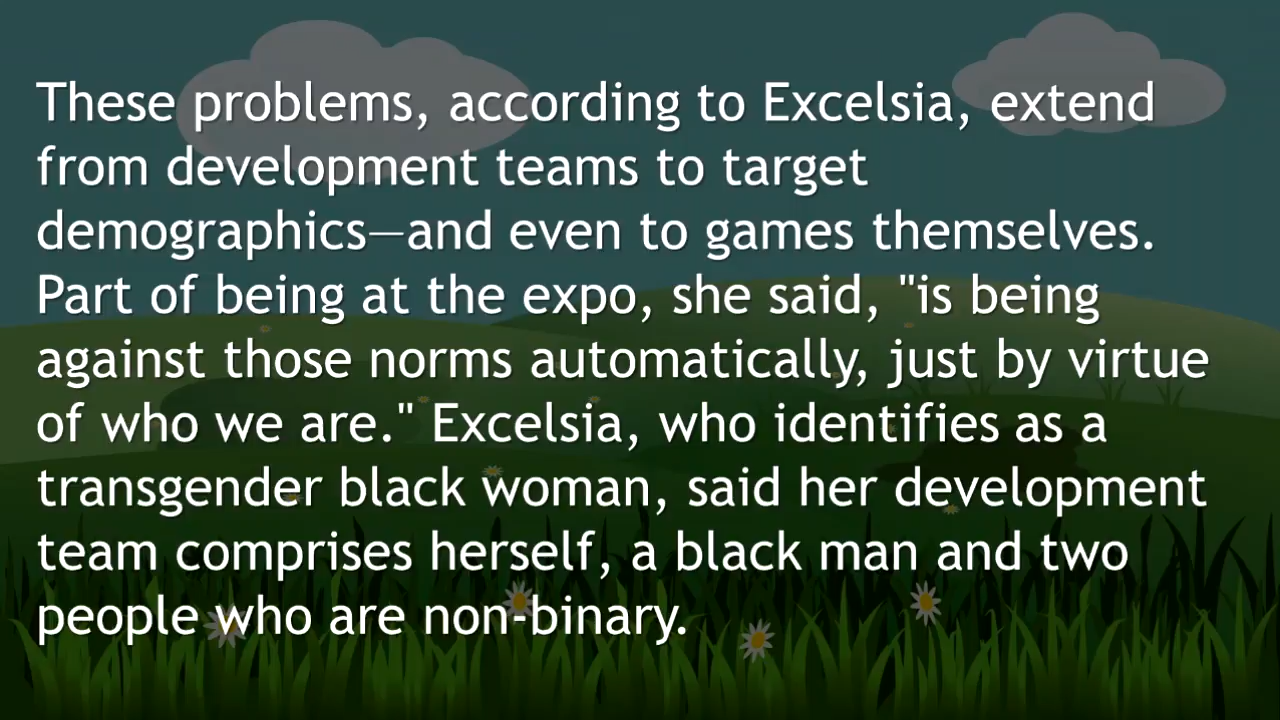 These problems, according to Excelsia, extend
from development teams to target
demographics—and even to games themselves.
Part of being at the expo, she said, "is being
against those norms automatically, just by virtue
of who we are." Excelsia, who identifies as a
transgender black woman, said her development
team comprises herself, a black man and two
people who are non-binary.